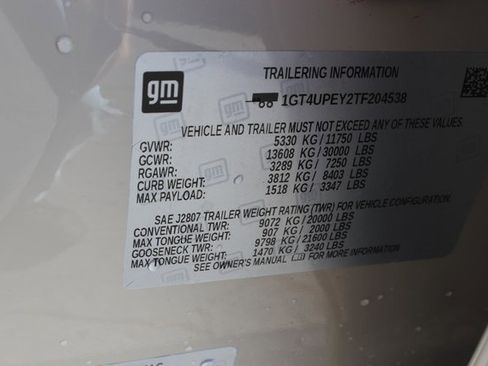 gm
TRAILERING INFORMATION
1GT4UPEY2TF204538
VEHICLE AND TRAILER MUST NOT EXCEED ANY OF THESE VALUES
GVWR: 5330 KG / 11750 LBS
GCWR: 13608 KG / 30000 LBS
RGAWR: 3289 KG / 7250 LBS
CURB WEIGHT: 3812 KG / 8403 LBS
MAX PAYLOAD: 1518 KG / 3347 LBS
SAE J2807 TRAILER WEIGHT RATING (TWR) FOR VEHICLE CONFIGURATION.
CONVENTIONAL TWR: 9072 KG / 20000 LBS
MAX TONGUE WEIGHT: 907 KG / 2000 LBS
GOOSENECK TWR: 9798 KG / 21600 LBS
MAX TONGUE WEIGHT: 1470 KG / 3240 LBS
SEE OWNER'S MANUAL FOR MORE INFORMATION